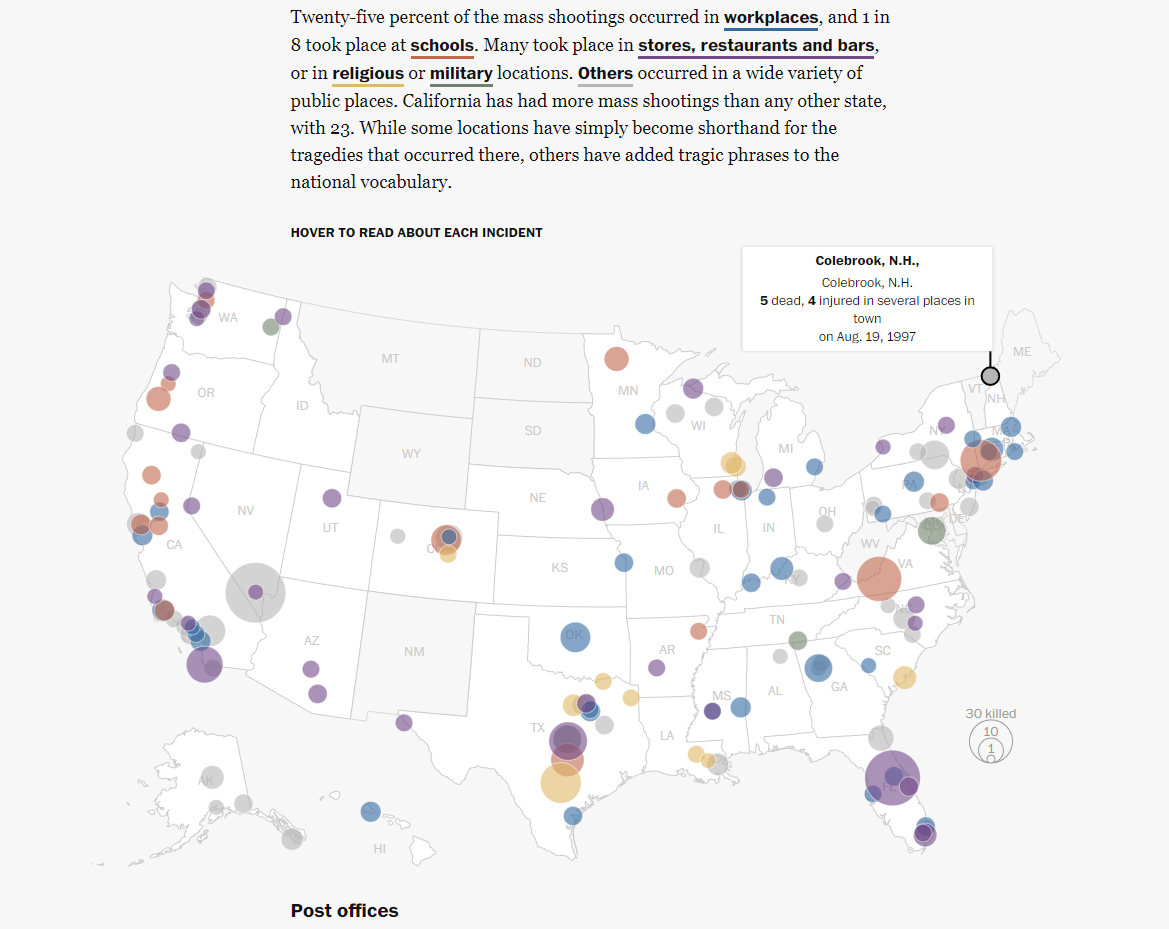 Twenty-five percent of the mass shootings occurred in workplaces, and 1 in
8 took place at schools. Many took place in stores, restaurants and bars,
or in religious or military locations. Others occurred in a wide variety of
public places. California has had more mass shootings than any other state,
with 23. While some locations have simply become shorthand for the
tragedies that occurred there, others have added tragic phrases to the
national vocabulary.
HOVER TO READ ABOUT EACH INCIDENT
Colebrook, N.H.,
Colebrook, N.H.
5 dead, 4 injured in several places in
town
on Aug. 19, 1997
WA
MT
ND
ME
OR
ID
MN
VT
NH
SD
WI
NY
MA
RI
WY
MI
NE
IA
PA
NJ
NV
UT
IL
IN
OH
DE
CA
KS
MO
WV
VA
KY
AZ
NM
OK
TN
NC
AR
SC
MS
AL
GA
TX
LA
30 killed
10
1
AK
FL
HI
Post offices